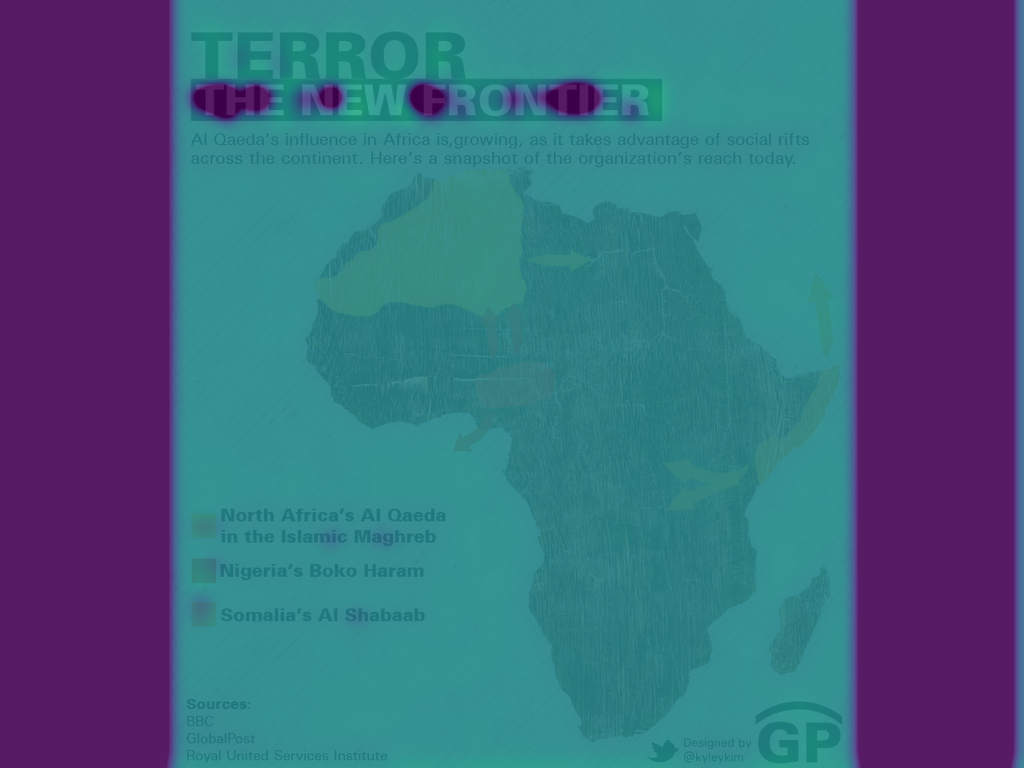 TERROR
THE NEW FRONTIER
Al Qaeda's influence in Africa is,growing, as it takes advantage of social rifts
across the continent. Here's a snapshot of the organization's reach today.
North Africa's Al Qaeda
in the Islamic Maghreb
Nigeria's Boko Haram
Somalia's Al Shabaab
Sources:
BBC
GlobalPost
Royal United Services Institute
Designed by
@kyleykim
GP